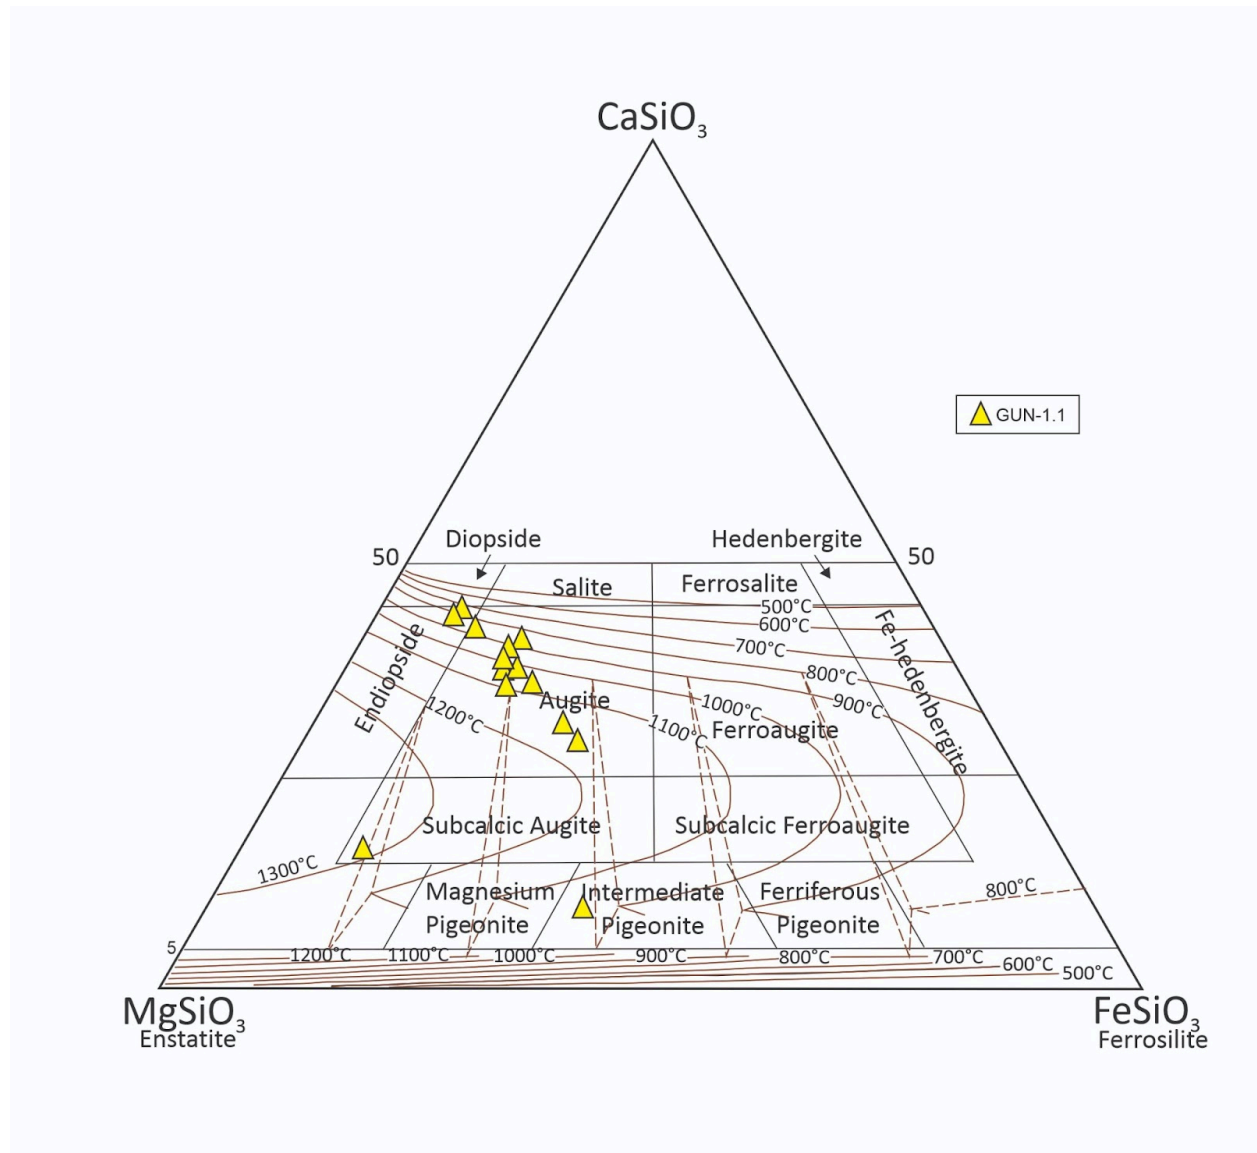 CaSiO₃
GUN-1.1
Diopside
Hedenbergite
50
50
Salite
Ferrosalite
500°C
600°C
700°C
800°C
900°C
1000°C
1100°C
1200°C
Endiopside
Augite
Ferroaugite
Fe-hedenbergite
Subcalcic Augite
Subcalcic Ferroaugite
1300°C
Magnesium
Pigeonite
Intermediate
Pigeonite
Ferriferous
Pigeonite
800°C
5
1200°C
1100°C
1000°C
900°C
800°C
700°C
600°C
500°C
MgSiO₃
Enstatite
FeSiO₃
Ferrosilite